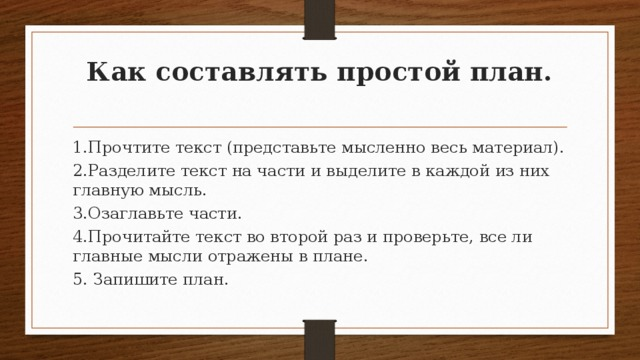 Как составлять простой план.
1.Прочтите текст (представьте мысленно весь материал).
2.Разделите текст на части и выделите в каждой из них
главную мысль.
3.Озаглавьте части.
4.Прочитайте текст во второй раз и проверьте, все ли
главные мысли отражены в плане.
5. Запишите план.